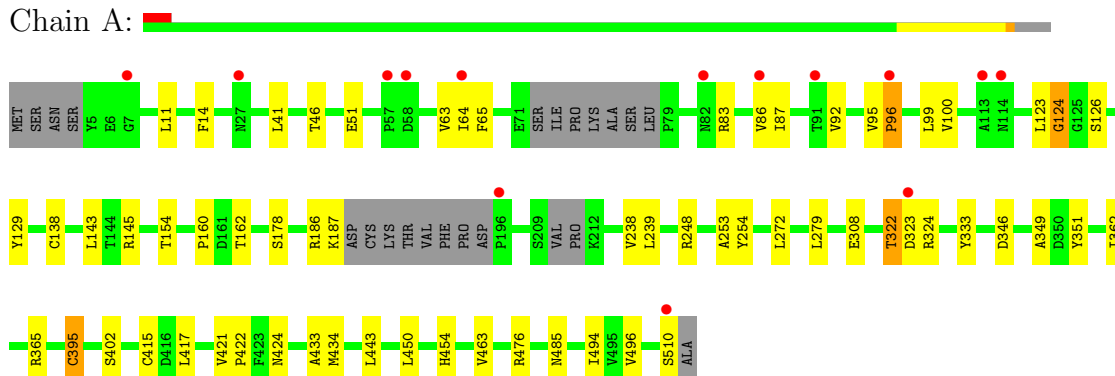 Chain A:
MET SER ASN SER Y5 E6 G7 L11 F14 N27 L41 T46 E51 P57 D58 V63 I64 F65 E71 SER ILE PRO LYS ALA SER LEU P79 N82 R83 V86 I87 T91 V92 V95 P96 L99 V100 A113 N114 L123 G124 G125 S126
Y129 C138 L143 T144 R145 T154 P160 D161 T162 S178 R186 K187 ASP CYS LYS THR VAL PHE PRO ASP P196 S209 VAL PRO K212 V238 L239 R248 A253 Y254 L272 L279 E308 T322 D323 R324 Y333 D346 A349 D350 Y351
R365 C395 S402 C415 D416 L417 V421 P422 F423 N424 A433 M434 L443 L450 H454 V463 R476 N485 I494 V495 V496 S510 ALA